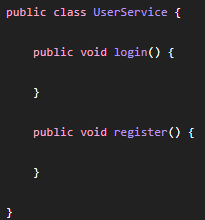 public class UserService {
public void login() {
}
public void register() {
}
}